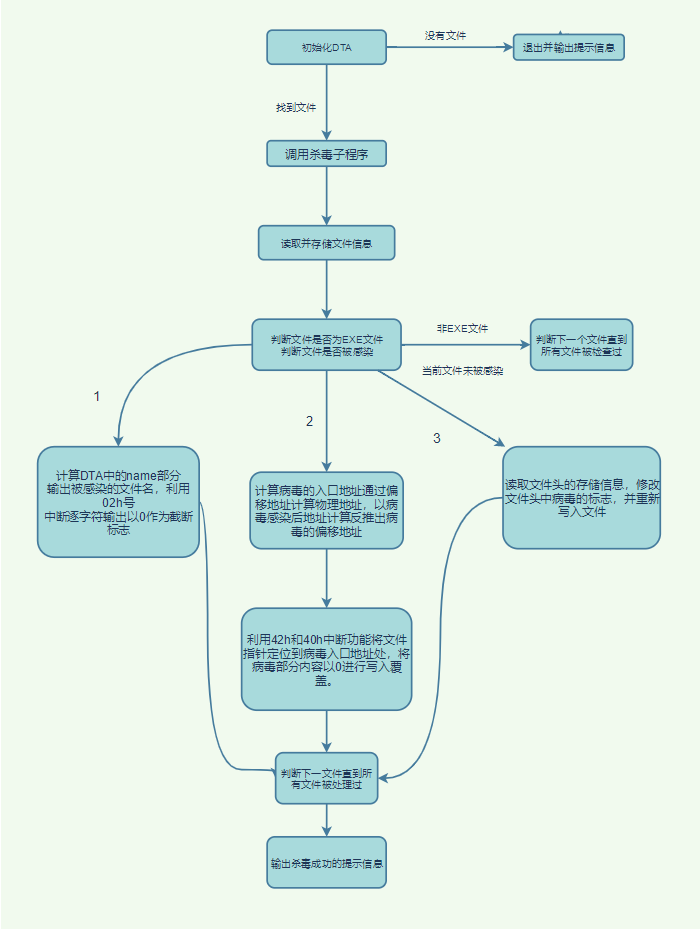 初始化DTA
没有文件
退出并输出提示信息
找到文件
调用杀毒子程序
读取并存储文件信息
判断文件是否为EXE文件
判断文件是否被感染
非EXE文件
当前文件未被感染
判断下一个文件直到
所有文件被检查过
1
2
3
计算DTA中的name部分
输出被感染的文件名，利用
02h号
中断逐字符输出以0作为截断
标志
计算病毒的入口地址通过偏
移地址计算物理地址，以病
毒感染后地址计算反推出病
毒的偏移地址
读取文件头的存储信息，修改
文件头中病毒的标志，并重新
写入文件
利用42h和40h中断功能将文件
指针定位到病毒入口地址处，将
病毒部分内容以0进行写入覆
盖。
判断下一文件直到所
有文件被处理过
输出杀毒成功的提示信息